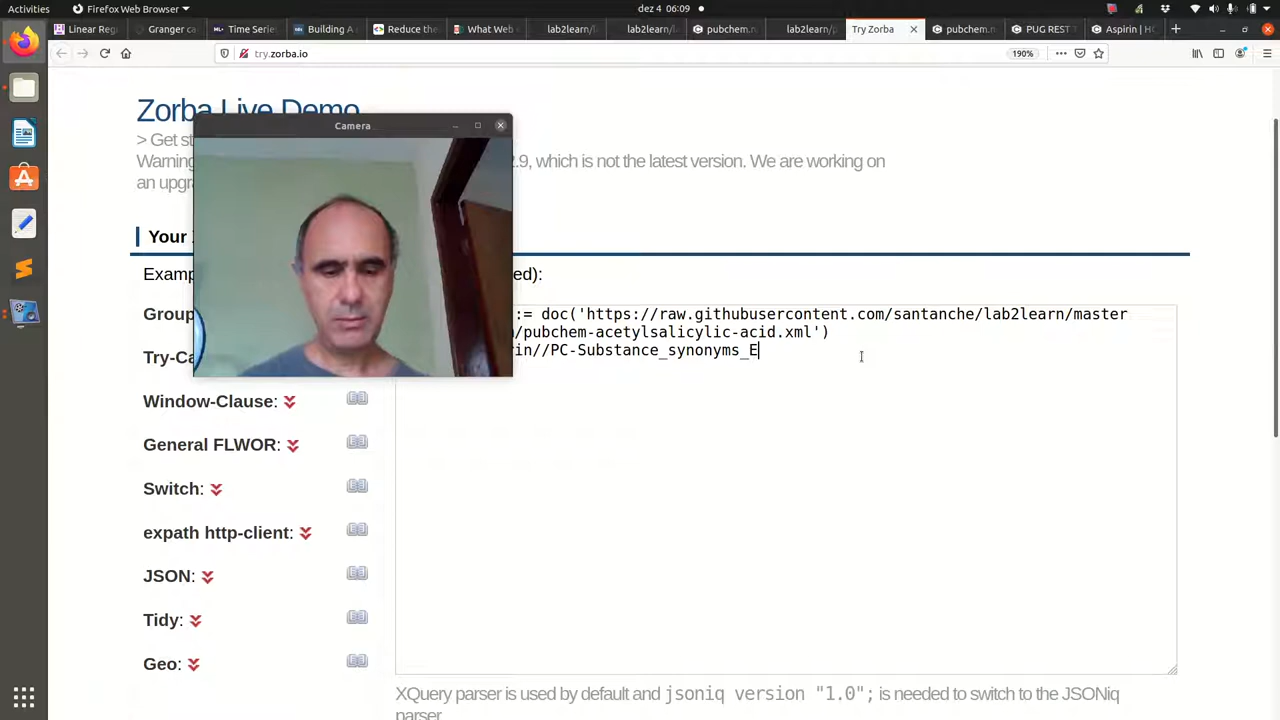 Activities
Firefox Web Browser
dez 4 06:09
Linear Reg
Granger ca
Time Series
Building A
Reduce the
What Web
lab2learn/
lab2learn/
pubchem.n
lab2learn/p
Try Zorba
pubchem.n
PUG REST
Aspirin | H
try.zorba.io
190%
Zorba Live Demo
> Get st
Camera
Warning
2.9, which is not the latest version. We are working on
an upgra
Your
Examp
ed):
Group
:= doc('https://raw.githubusercontent.com/santanche/lab2learn/master
/pubchem-acetylsalicylic-acid.xml')
Try-Ca
rin//PC-Substance_synonyms_E
Window-Clause:
General FLWOR:
Switch:
expath http-client:
JSON:
Tidy:
Geo:
XQuery parser is used by default and jsoniq version "1.0"; is needed to switch to the JSONiq
parser